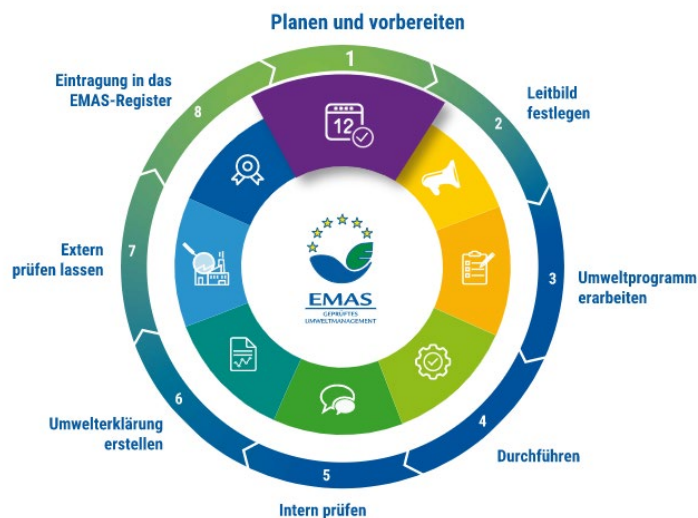 Planen und vorbereiten
1
12
Leitbild
festlegen
2
Umweltprogramm
erarbeiten
3
Durchführen
4
Intern prüfen
5
Umwelterklärung
erstellen
6
Extern
prüfen lassen
7
Eintragung in das
EMAS-Register
8
EMAS
GEPRÜFTES
UMWELTMANAGEMENT